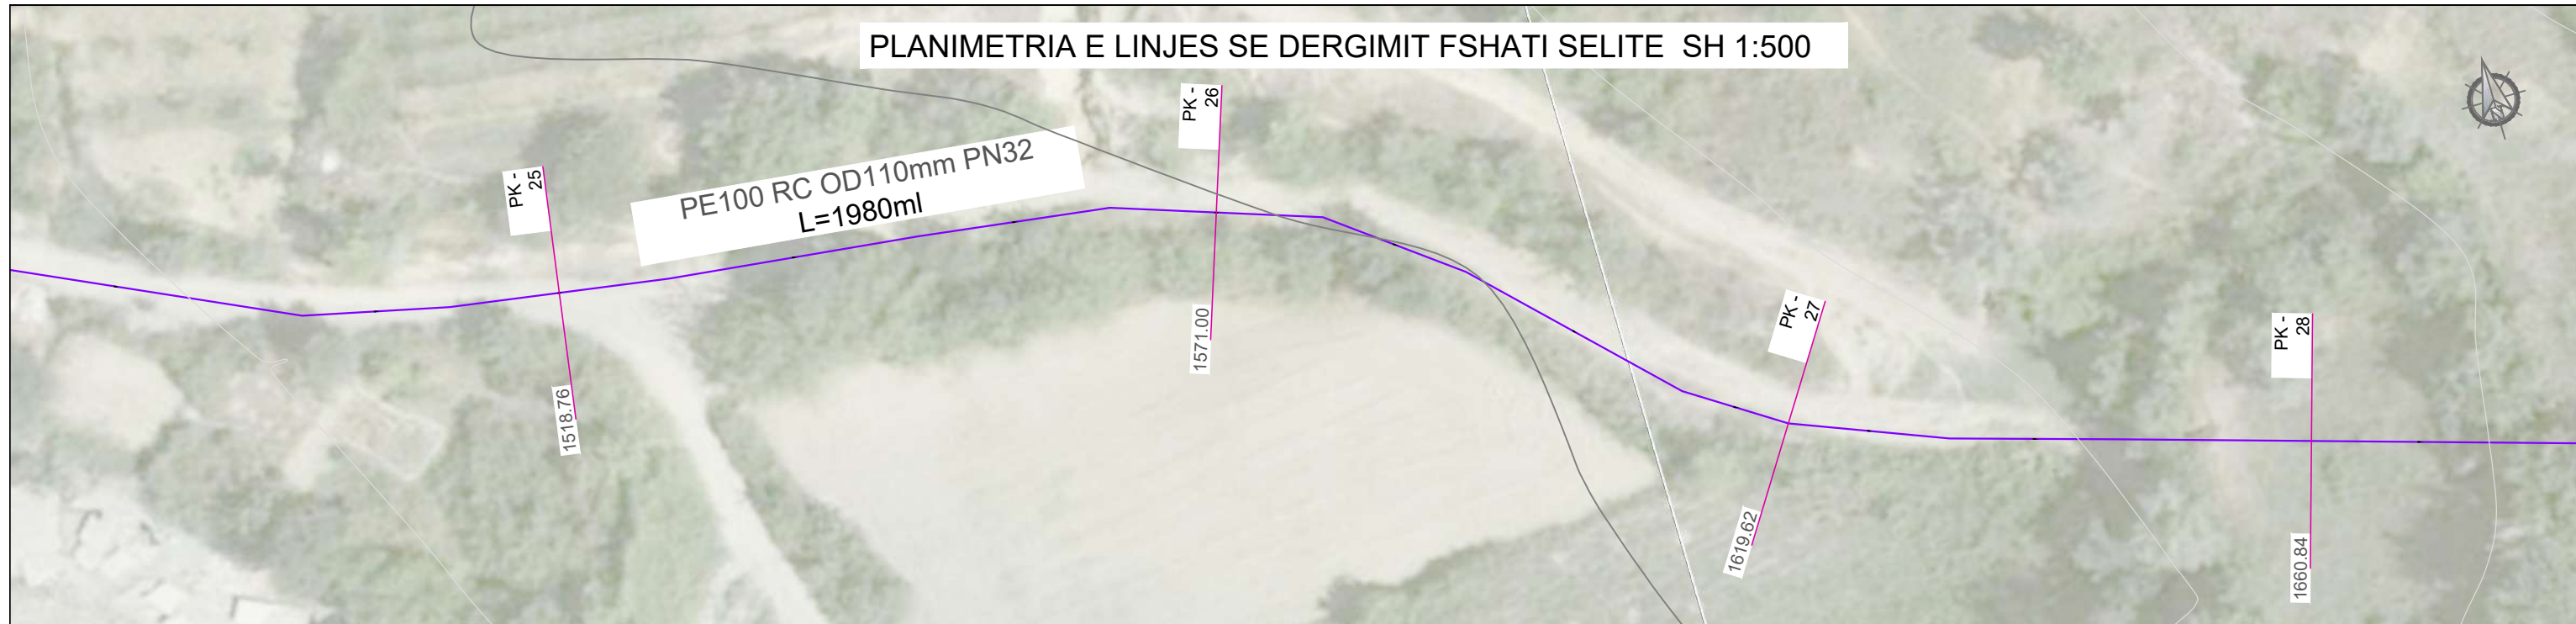 PLANIMETRIA E LINJES SE DERGIMIT FSHATI SELITE SH 1:500
PK -
25
1518.76
PE100 RC OD110mm PN32
L=1980ml
PK -
26
1571.00
PK -
27
1619.62
PK -
28
1660.84